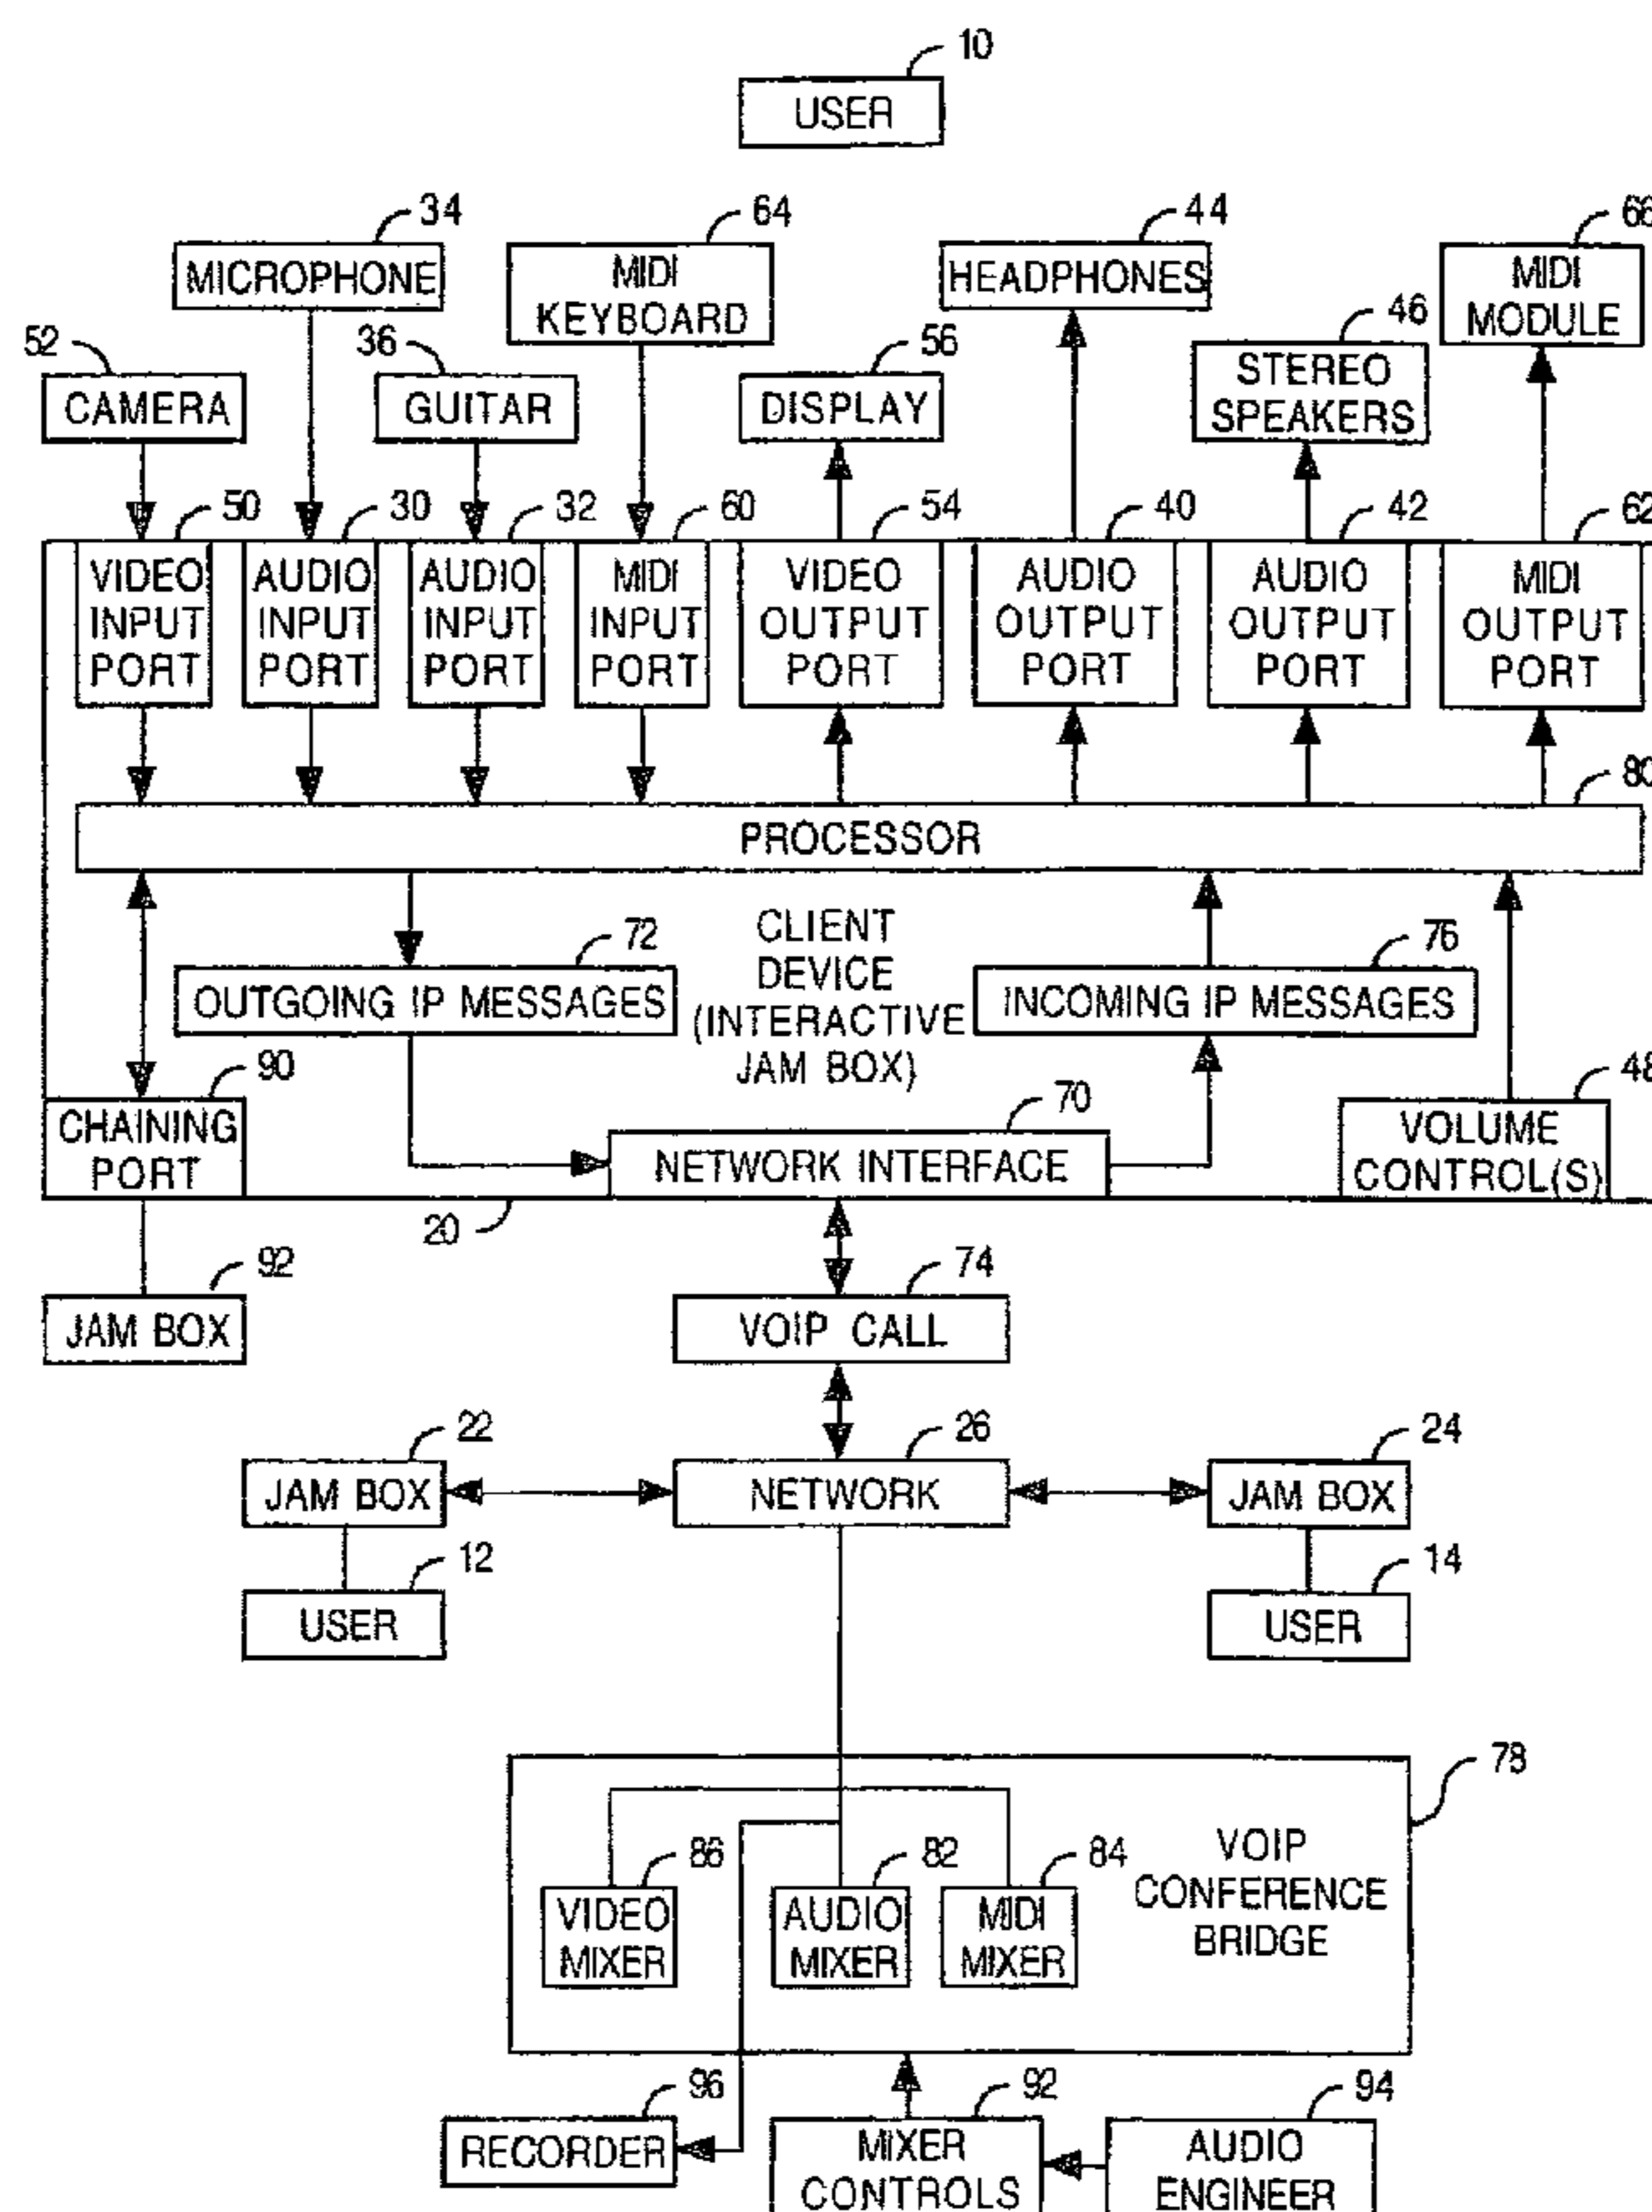 10
USER
34
64
44
66
MICROPHONE
MIDI
KEYBOARD
HEADPHONES
MIDI
MODULE
52
36
56
46
CAMERA
GUITAR
DISPLAY
STEREO
SPEAKERS
50
30
32
60
54
40
42
62
VIDEO
INPUT
PORT
AUDIO
INPUT
PORT
AUDIO
INPUT
PORT
MIDI
INPUT
PORT
VIDEO
OUTPUT
PORT
AUDIO
OUTPUT
PORT
AUDIO
OUTPUT
PORT
MIDI
OUTPUT
PORT
80
PROCESSOR
72
CLIENT
DEVICE
(INTERACTIVE
JAM BOX)
76
OUTGOING IP MESSAGES
INCOMING IP MESSAGES
90
70
48
CHAINING
PORT
NETWORK INTERFACE
VOLUME
CONTROL(S)
20
92
74
JAM BOX
VOIP CALL
22
26
24
JAM BOX
NETWORK
JAM BOX
12
14
USER
USER
78
86
82
84
VIDEO
MIXER
AUDIO
MIXER
MIDI
MIXER
VOIP
CONFERENCE
BRIDGE
96
92
94
RECORDER
MIXER
CONTROLS
AUDIO
ENGINEER